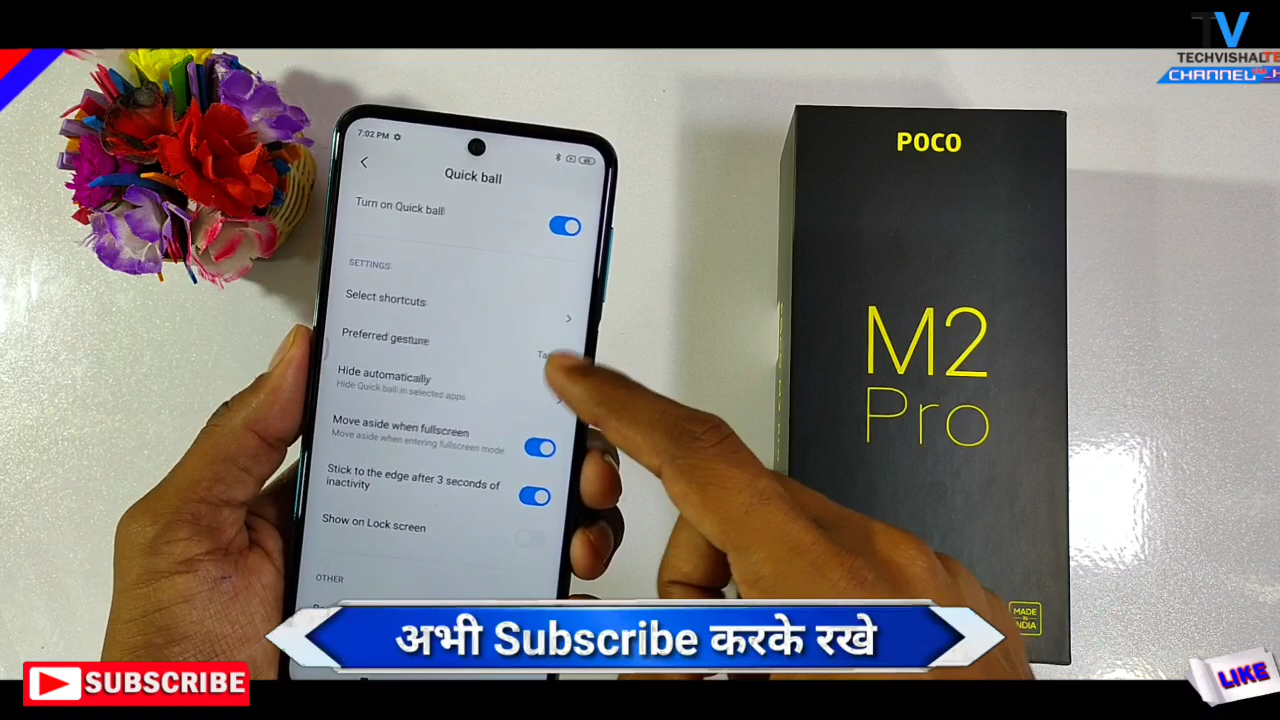 TV
TECHVISHALTE
CHANNEL
7:02 PM
Quick ball
Turn on Quick ball
SETTINGS
Select shortcuts
Preferred gesture
Hide automatically
Hide Quick ball in selected apps.
Move aside when fullscreen
Move aside when entering fullscreen mode.
Stick to the edge after 3 seconds of
inactivity
Show on Lock screen
OTHER
POCO
M2
Pro
MADE
IN
INDIA
अभी Subscribe करके रखे
SUBSCRIBE
LIKE